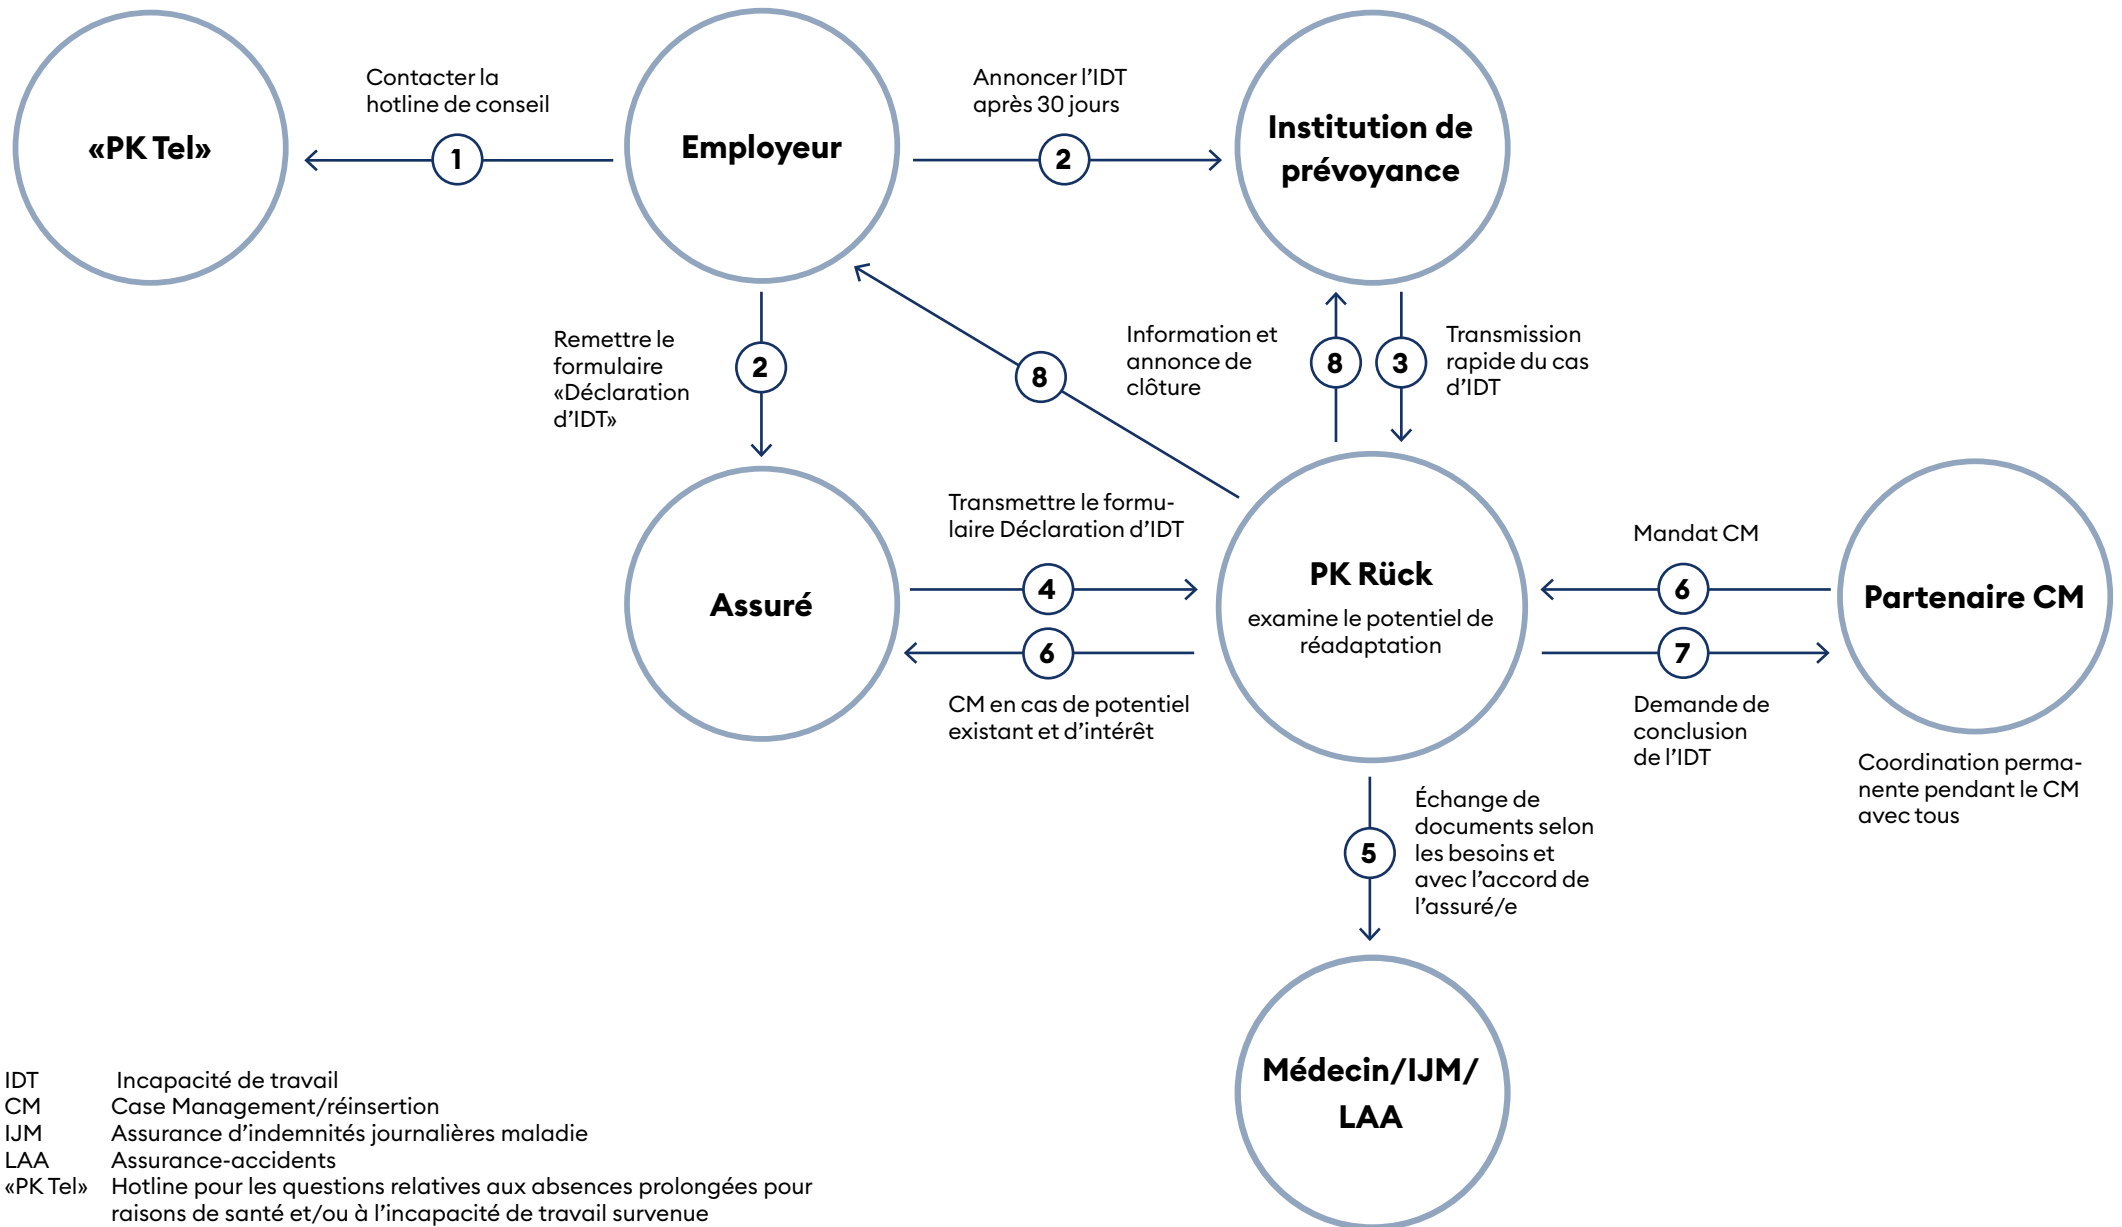 Contacter la
hotline de conseil
Annoncer l’IDT
après 30 jours
«PK Tel»
1
Employeur
2
Institution de
prévoyance
Remettre le
formulaire
«Déclaration
d’IDT»
2
8
Information et
annonce de
clôture
8
3
Transmission
rapide du cas
d’IDT
Transmettre le formu-
laire Déclaration d’IDT
Assuré
4
6
CM en cas de potentiel
existant et d’intérêt
PK Rück
examine le potentiel de
réadaptation
Mandat CM
6
7
Demande de
conclusion
de l’IDT
Partenaire CM
Coordination perma-
nente pendant le CM
avec tous
5
Échange de
documents selon
les besoins et
avec l’accord de
l’assuré/e
Médecin/IJM/
LAA
IDT Incapacité de travail
CM Case Management/réinsertion
IJM Assurance d’indemnités journalières maladie
LAA Assurance-accidents
«PK Tel» Hotline pour les questions relatives aux absences prolongées pour
raisons de santé et/ou à l’incapacité de travail survenue